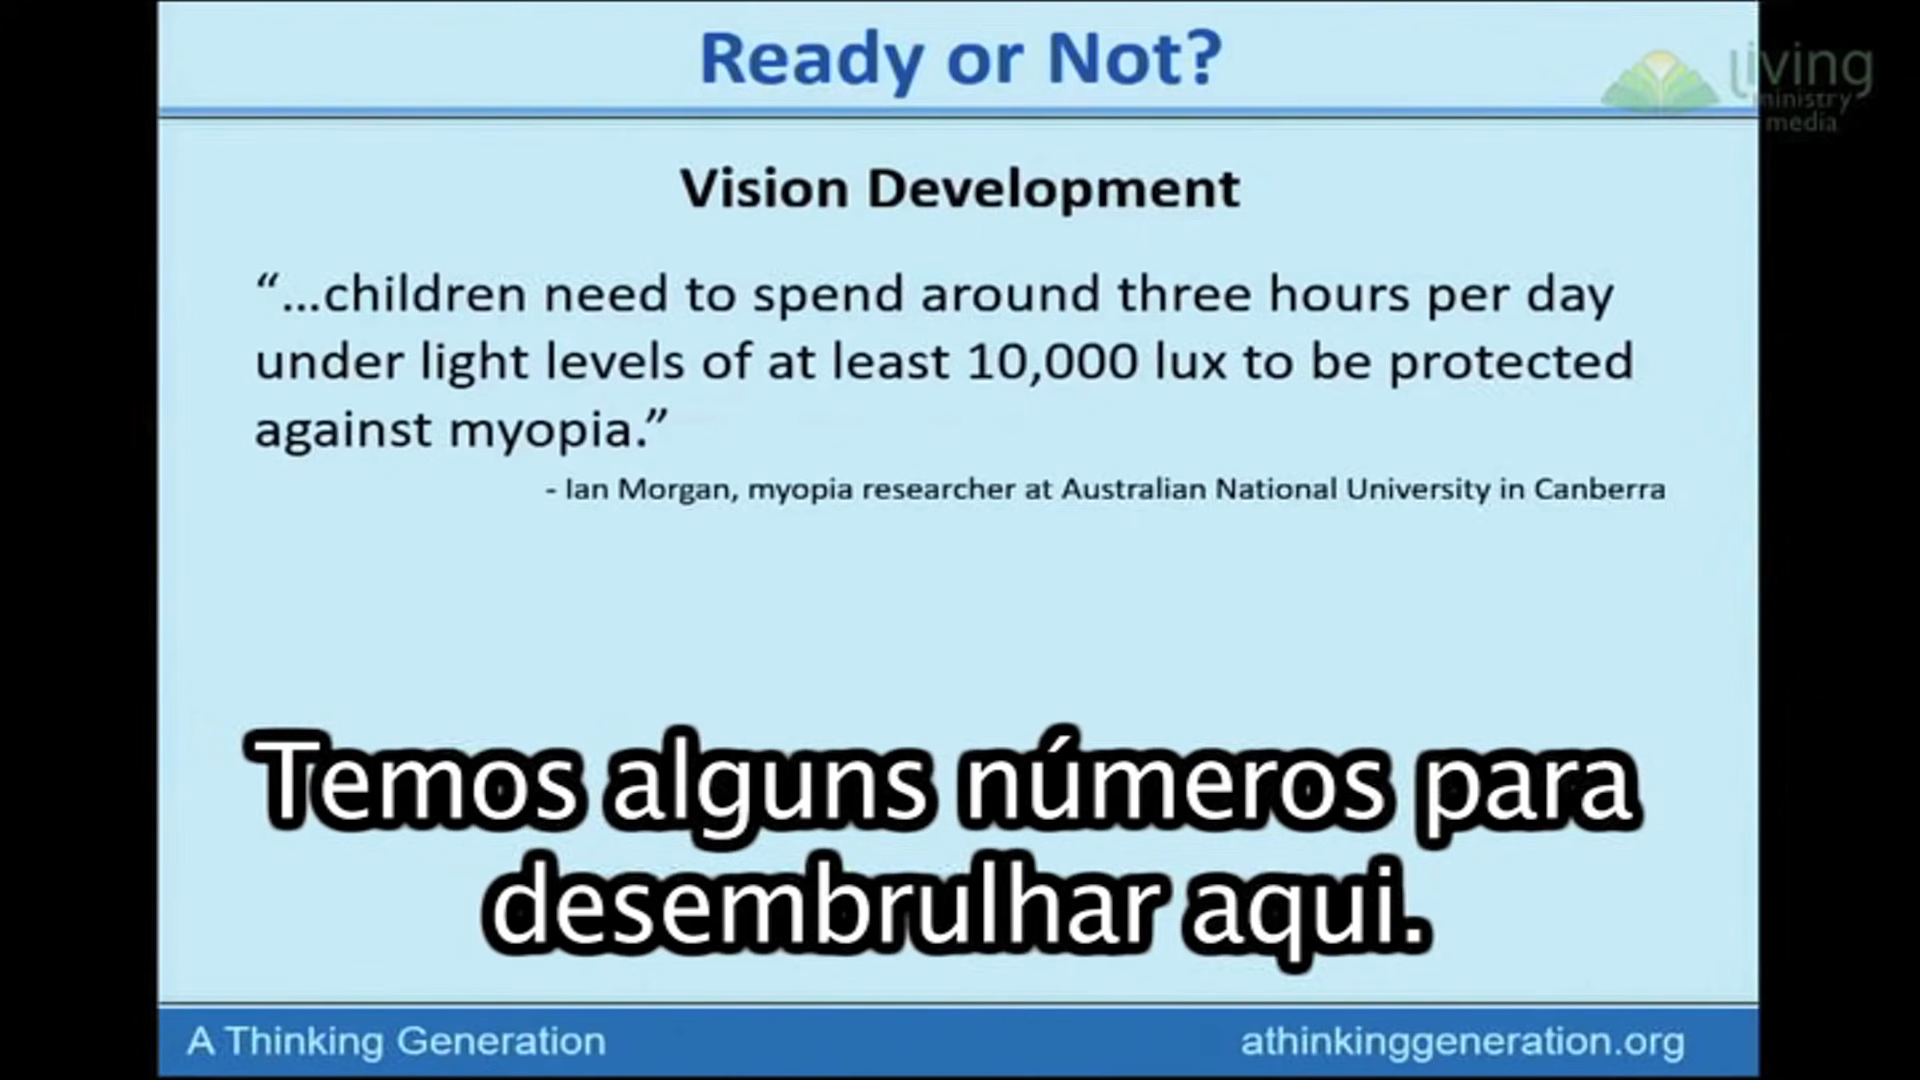 Ready or Not?
living
ministry
media
Vision Development
“...children need to spend around three hours per day
under light levels of at least 10,000 lux to be protected
against myopia.”
- Ian Morgan, myopia researcher at Australian National University in Canberra
Temos alguns números para
desembrulhar aqui.
A Thinking Generation
athinkinggeneration.org